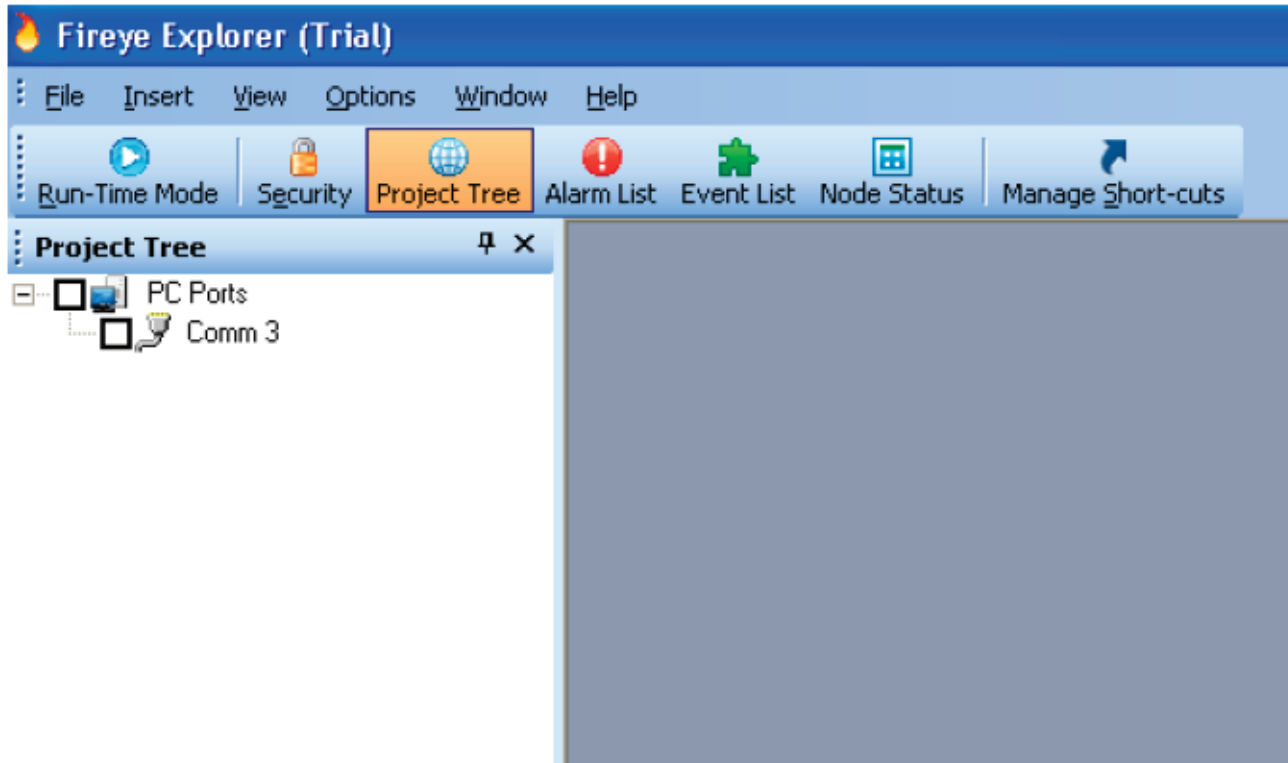 Fireye Explorer (Trial)
File Insert View Options Window Help
Run-Time Mode Security Project Tree Alarm List Event List Node Status Manage Short-cuts
Project Tree
PC Ports
Comm 3